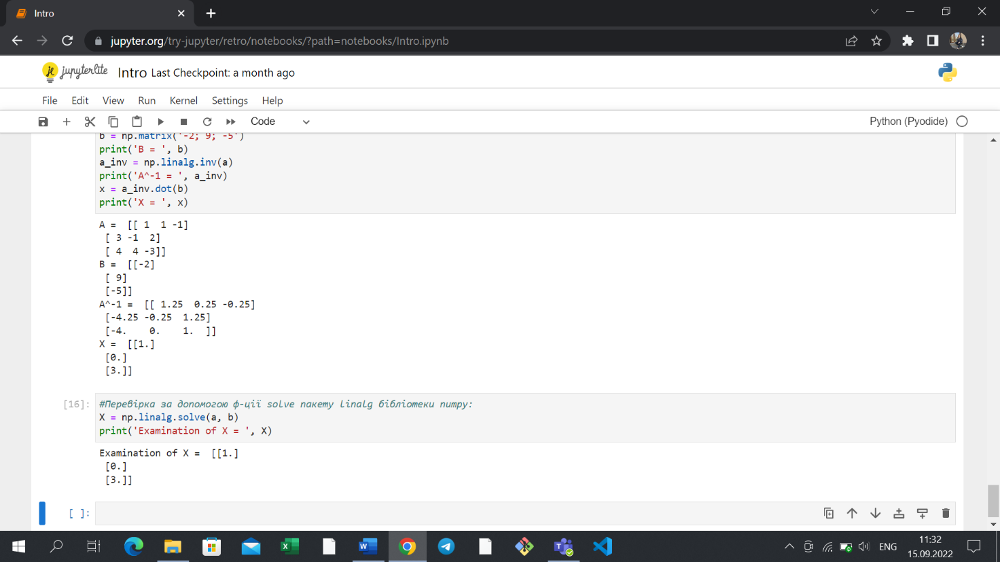 Intro
jupyter.org/try-jupyter/retro/notebooks/?path=notebooks/Intro.ipynb
jupyterlite Intro Last Checkpoint: a month ago
File Edit View Run Kernel Settings Help
Code Python (Pyodide)
b = np.matrix('-2; 9; -5')
print('B = ', b)
a_inv = np.linalg.inv(a)
print('A^-1 = ', a_inv)
x = a_inv.dot(b)
print('X = ', x)
A =  [[ 1  1 -1]
 [ 3 -1  2]
 [ 4  4 -3]]
B =  [[-2]
 [ 9]
 [-5]]
A^-1 =  [[ 1.25  0.25 -0.25]
 [-4.25 -0.25  1.25]
 [-4.    0.    1.  ]]
X =  [[1.]
 [0.]
 [3.]]
[16]: #Перевірка за допомогою ф-ції solve пакету linalg бібліотеки numpy:
X = np.linalg.solve(a, b)
print('Examination of X = ', X)
Examination of X =  [[1.]
 [0.]
 [3.]]
[ ]:
ENG
11:32
15.09.2022